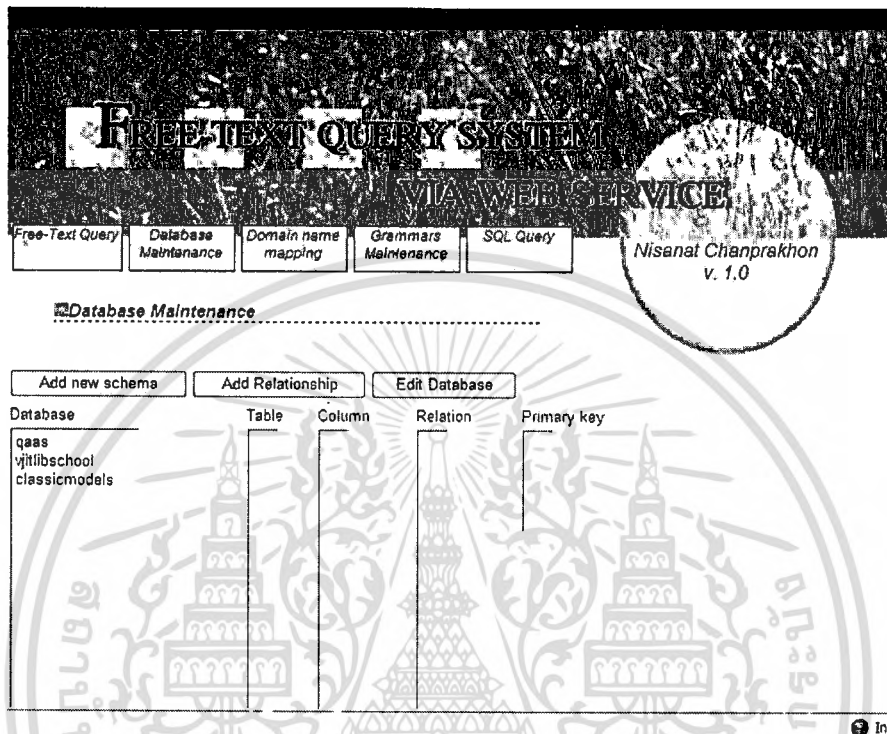 FREE-TEXT QUERY SYSTEM
VIA WEB SERVICE
Free-Text Query Database Maintenance Domain name mapping Grammars Maintenance SQL Query
Nisanat Chanprakhon
v. 1.0
Database Maintenance
Add new schema Add Relationship Edit Database
Database Table Column Relation Primary key
qaas
vjitlibschool
classicmodels
In